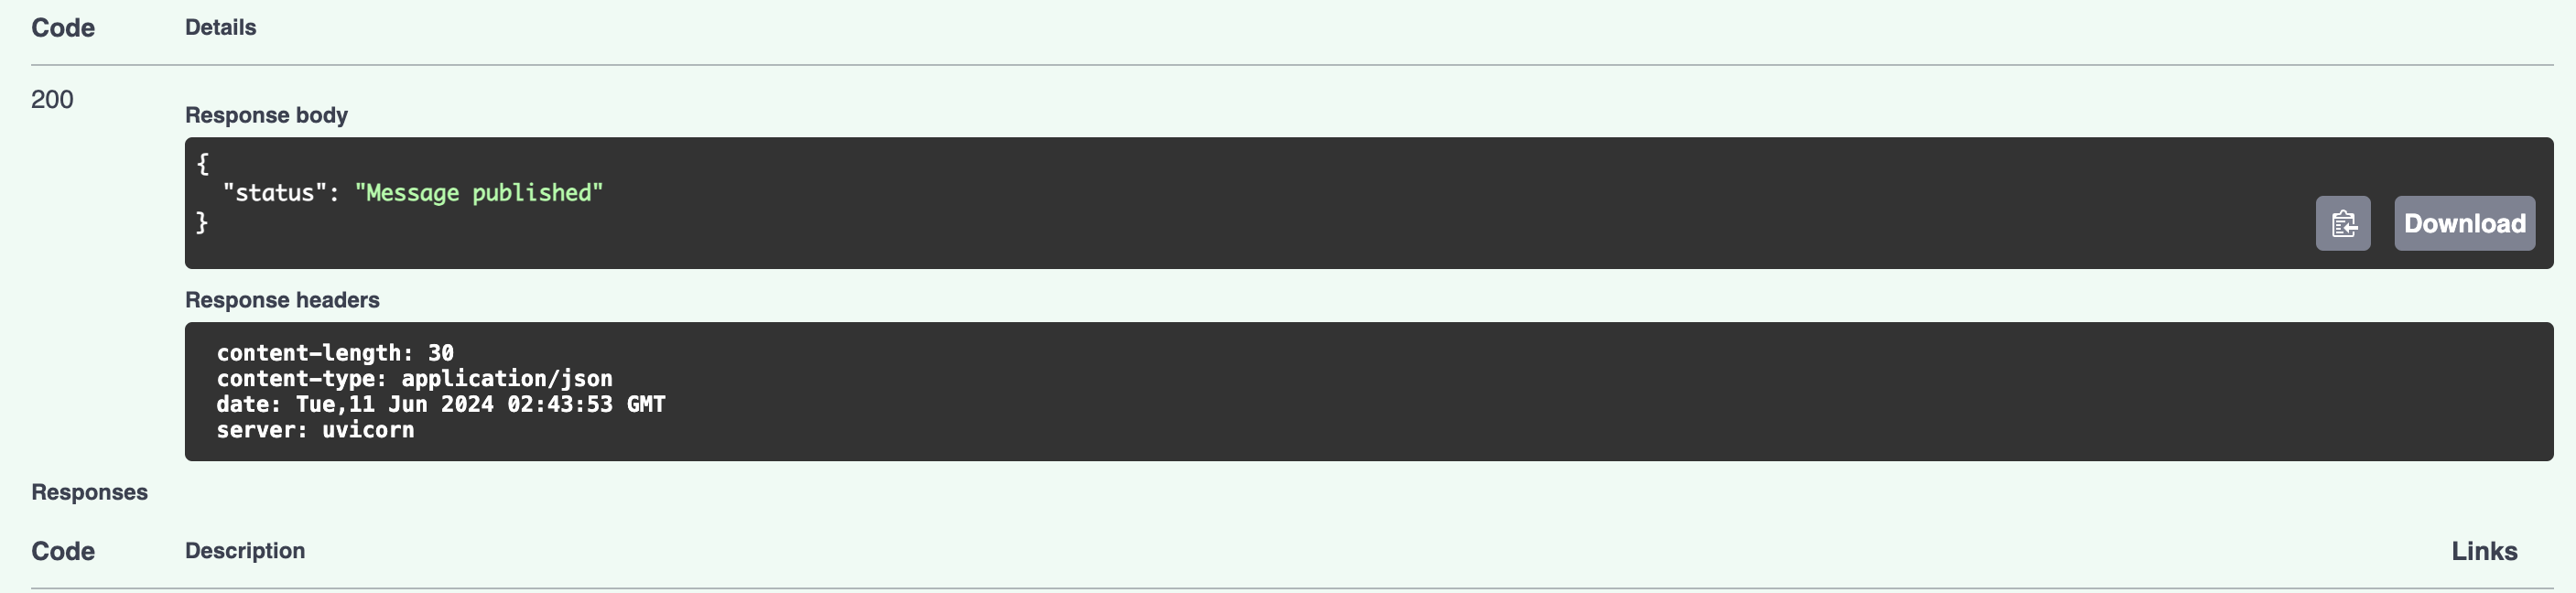 Code Details
200
Response body
{
"status": "Message published"
}
Download
Response headers
content-length: 30
content-type: application/json
date: Tue,11 Jun 2024 02:43:53 GMT
server: uvicorn
Responses
Code Description Links